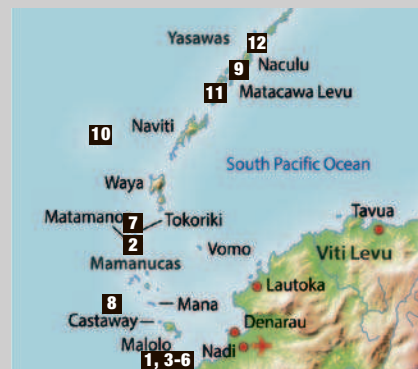 Yasawas
12
9
Naculu
11
Matacawa Levu
10
Naviti
South Pacific Ocean
Waya
Matamano
7
Tokoriki
Tavua
2
Vomo
Viti Levu
Mamanucas
Lautoka
8
Mana
Castaway
Denarau
Malolo
Nadi
1, 3-6